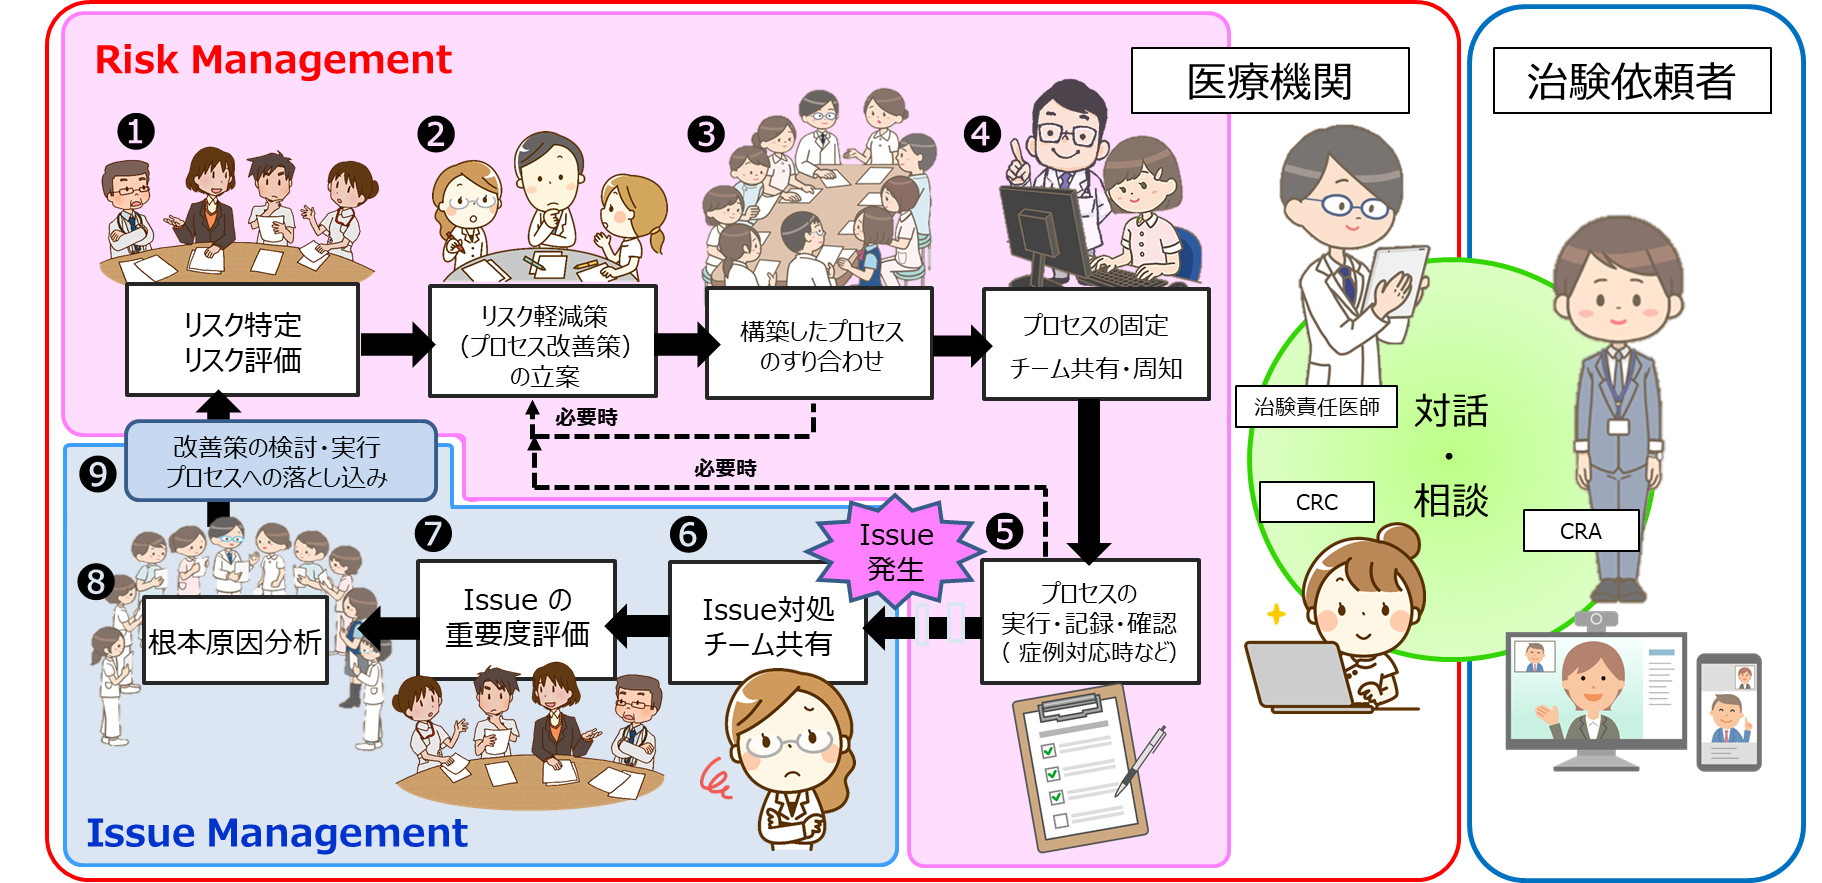 Risk Management
医療機関
治験依頼者
❶
❷
❸
❹
リスク特定
リスク評価
リスク軽減策
（プロセス改善策）
の立案
構築したプロセス
のすり合わせ
プロセスの固定
チーム共有・周知
必要時
必要時
治験責任医師
対話
・
相談
CRC
CRA
❾
改善策の検討・実行
プロセスへの落とし込み
❽
根本原因分析
❼
Issue の
重要度評価
❻
Issue対処
チーム共有
Issue
発生
❺
プロセスの
実行・記録・確認
( 症例対応時など)
Issue Management